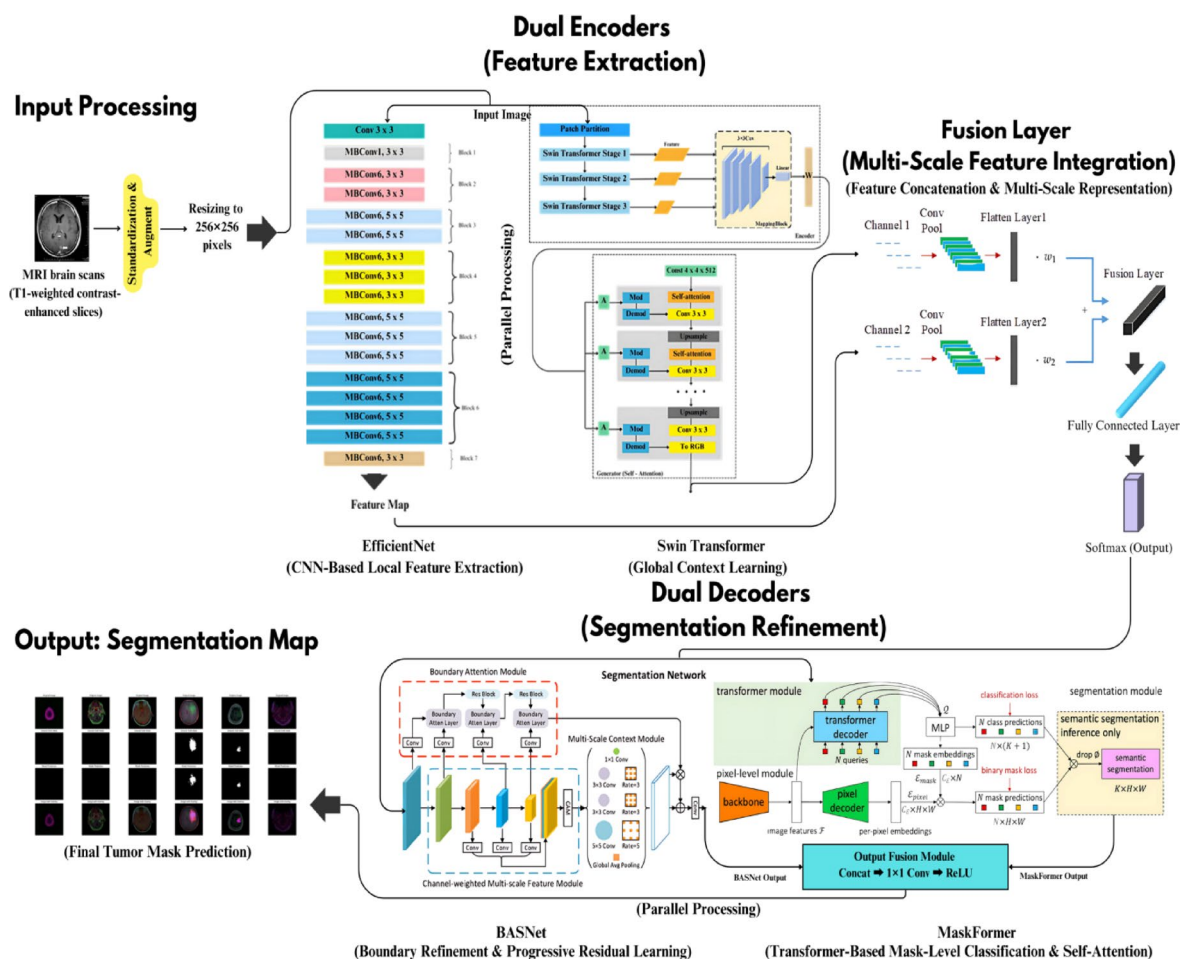 Dual Encoders
(Feature Extraction)
Input Processing
MRI brain scans
(T1-weighted contrast-
enhanced slices)
Standardization &
Augment
Resizing to
256×256
pixels
Input Image
Conv 3 x 3
MBConv1, 3 x 3
Block 1
MBConv6, 3 x 3
MBConv6, 3 x 3
Block 2
MBConv6, 5 x 5
MBConv6, 5 x 5
Block 3
MBConv6, 3 x 3
MBConv6, 3 x 3
MBConv6, 3 x 3
Block 4
MBConv6, 5 x 5
MBConv6, 5 x 5
MBConv6, 5 x 5
Block 5
MBConv6, 5 x 5
MBConv6, 5 x 5
MBConv6, 5 x 5
MBConv6, 5 x 5
Block 6
MBConv6, 3 x 3
Block 7
Feature Map
EfficientNet
(CNN-Based Local Feature Extraction)
(Parallel Processing)
Patch Partition
Swin Transformer Stage 1
Swin Transformer Stage 2
Swin Transformer Stage 3
Feature
Linear
W
MappingBlock
Encoder
Const 4 x 4 x 512
A
Mod
Demod
Self-attention
Conv 3 x 3
Upsample
A
Mod
Demod
Self-attention
Conv 3 x 3
Upsample
A
Mod
Demod
Conv 3 x 3
To RGB
Generator (Self - Attention)
Swin Transformer
(Global Context Learning)
Fusion Layer
(Multi-Scale Feature Integration)
(Feature Concatenation & Multi-Scale Representation)
Channel 1
Conv
Pool
Flatten Layer1
· w₁
Channel 2
Conv
Pool
Flatten Layer2
· w₂
+
Fusion Layer
Fully Connected Layer
Softmax (Output)
Dual Decoders
(Segmentation Refinement)
Output: Segmentation Map
(Final Tumor Mask Prediction)
Segmentation Network
Boundary Attention Module
Res Block
Res Block
Boundary
Atten Layer
Boundary
Atten Layer
Boundary
Atten Layer
Boundary
Atten Layer
Conv
Conv
Conv
Conv
Conv
Conv
Conv
CAM
Channel-weighted Multi-scale Feature Module
Multi-Scale Context Module
1×1 Conv
3×3 Conv
Rate=3
3×3 Conv
Rate=3
5×5 Conv
Rate=5
Global Avg Pooling
Conv
BASNet Output
transformer module
transformer
decoder
N queries
pixel-level module
backbone
image features F
pixel
decoder
per-pixel embeddings
Q
MLP
N mask embeddings
classification loss
N class predictions
N×(K + 1)
binary mask loss
N mask predictions
N×H×W
segmentation module
semantic segmentation
inference only
drop ∅
semantic
segmentation
K×H×W
Output Fusion Module
Concat ➡ 1×1 Conv ➡ ReLU
MaskFormer Output
(Parallel Processing)
BASNet
(Boundary Refinement & Progressive Residual Learning)
MaskFormer
(Transformer-Based Mask-Level Classification & Self-Attention)